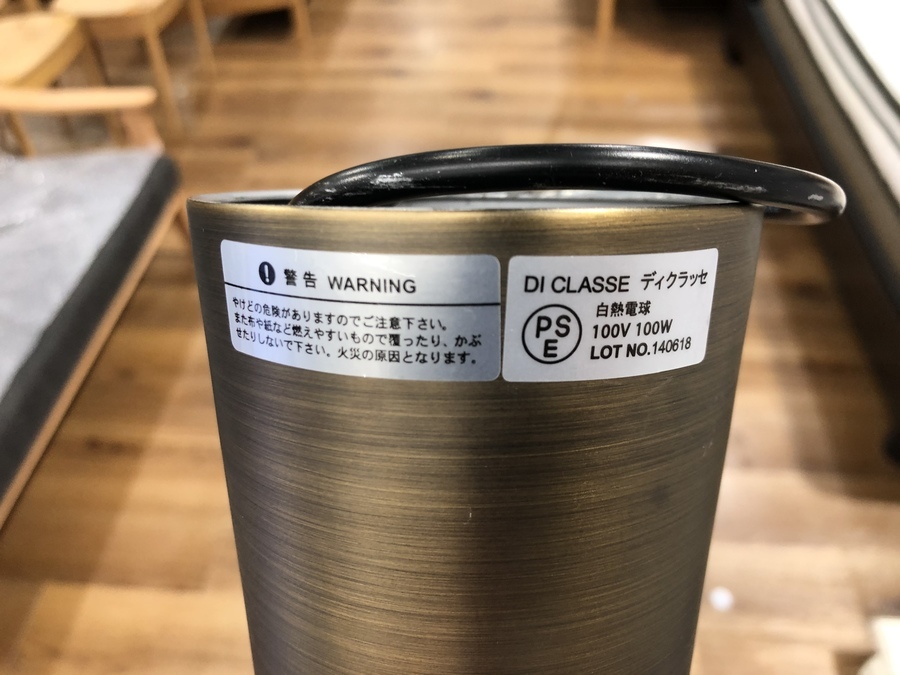 警告 WARNING
やけどの危険がありますのでご注意下さい。
また布や紙など燃えやすいもので覆ったり、かぶ
せたりしないで下さい。火災の原因となります。
DI CLASSE ディクラッセ
PS
E
白熱電球
100V 100W
LOT NO.140618